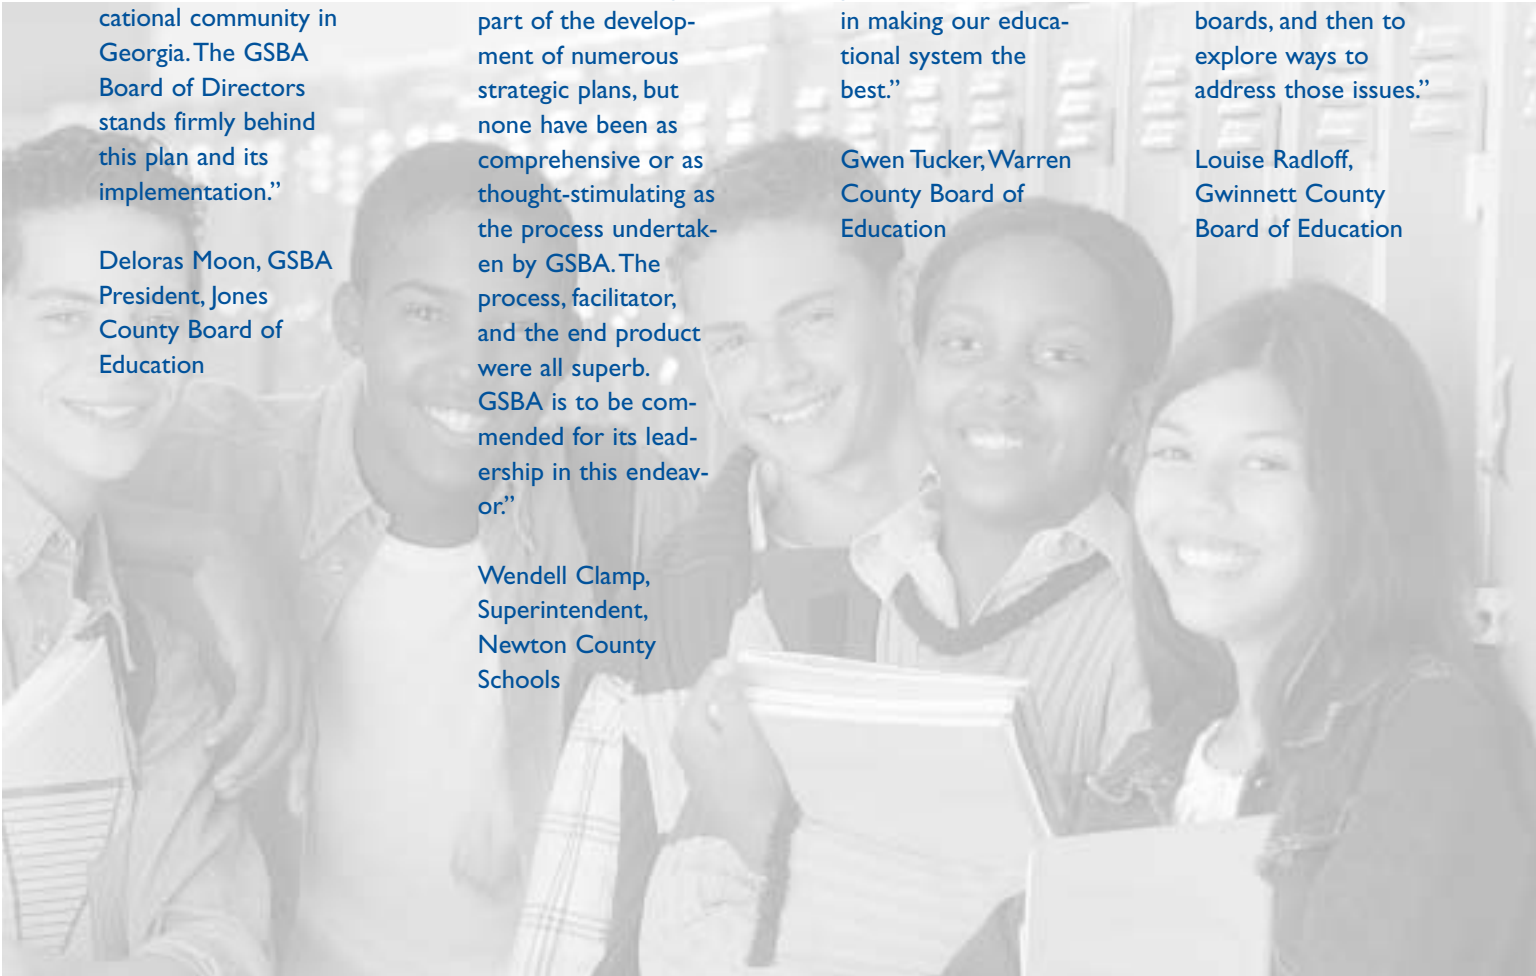 cational community in
Georgia. The GSBA
Board of Directors
stands firmly behind
this plan and its
implementation.”
Deloras Moon, GSBA
President, Jones
County Board of
Education
part of the develop-
ment of numerous
strategic plans, but
none have been as
comprehensive or as
thought-stimulating as
the process undertak-
en by GSBA. The
process, facilitator,
and the end product
were all superb.
GSBA is to be com-
mended for its lead-
ership in this endeav-
or.”
Wendell Clamp,
Superintendent,
Newton County
Schools
in making our educa-
tional system the
best.”
Gwen Tucker, Warren
County Board of
Education
boards, and then to
explore ways to
address those issues.”
Louise Radloff,
Gwinnett County
Board of Education